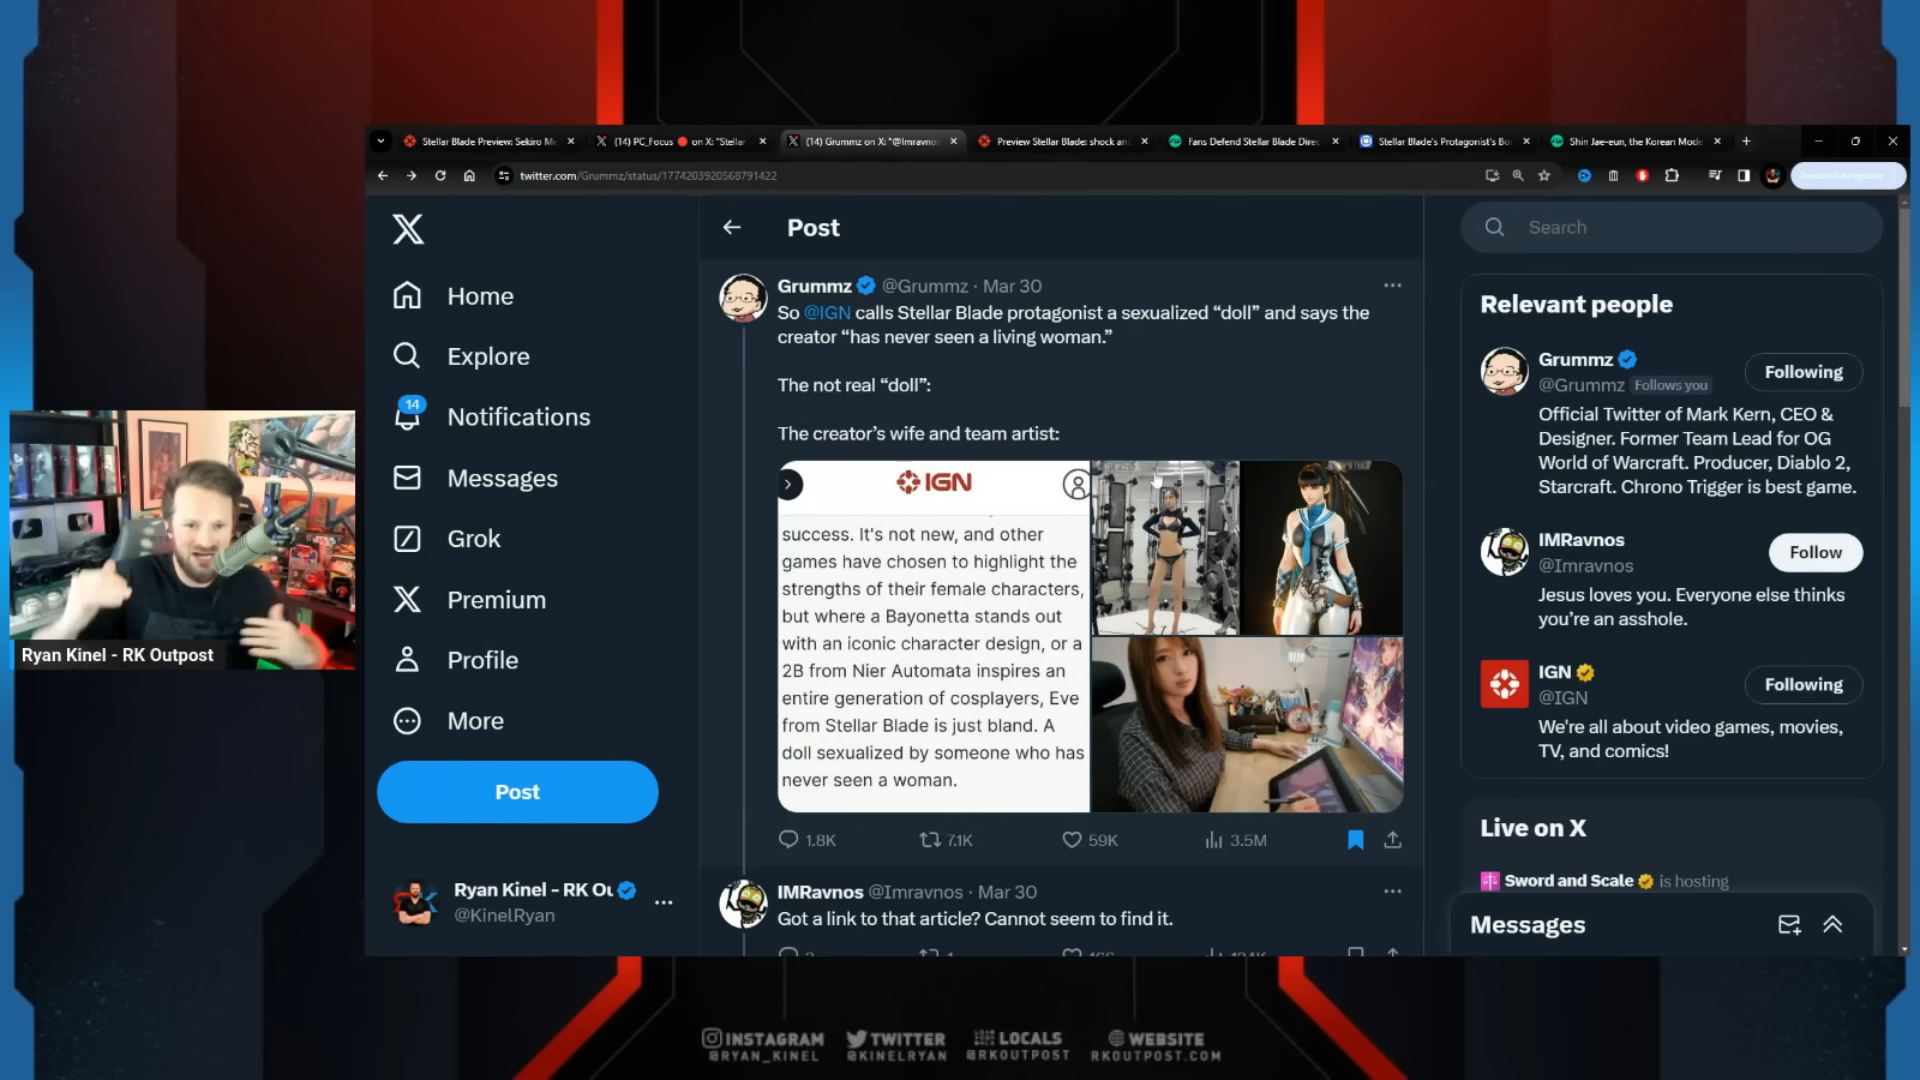 Stellar Blade Preview: Sekiro Me
(14) PC_Focus 🔴 on X: "Stellar
(14) Grummz on X: "@Imravnos
Preview Stellar Blade: shock an
Fans Defend Stellar Blade Direc
Stellar Blade's Protagonist's Bo
Shin Jae-eun, the Korean Mode
twitter.com/Grummz/status/1774203920568791422
Post
Search
Home
Explore
14
Notifications
Messages
Grok
Premium
Profile
More
Post
Ryan Kinel - RK Ou
@KinelRyan
Grummz @Grummz · Mar 30
So @IGN calls Stellar Blade protagonist a sexualized “doll” and says the
creator “has never seen a living woman.”
The not real “doll”:
The creator’s wife and team artist:
IGN
success. It's not new, and other
games have chosen to highlight the
strengths of their female characters,
but where a Bayonetta stands out
with an iconic character design, or a
2B from Nier Automata inspires an
entire generation of cosplayers, Eve
from Stellar Blade is just bland. A
doll sexualized by someone who has
never seen a woman.
1.8K
7.1K
59K
3.5M
IMRavnos @Imravnos · Mar 30
Got a link to that article? Cannot seem to find it.
Relevant people
Grummz
@Grummz Follows you
Following
Official Twitter of Mark Kern, CEO &
Designer. Former Team Lead for OG
World of Warcraft. Producer, Diablo 2,
Starcraft. Chrono Trigger is best game.
IMRavnos
@Imravnos
Follow
Jesus loves you. Everyone else thinks
you’re an asshole.
IGN
@IGN
Following
We're all about video games, movies,
TV, and comics!
Live on X
Sword and Scale is hosting
Messages
Ryan Kinel - RK Outpost
INSTAGRAM
@RYAN_KINEL
TWITTER
@KINELRYAN
LOCALS
@RKOUTPOST
WEBSITE
RKOUTPOST.COM